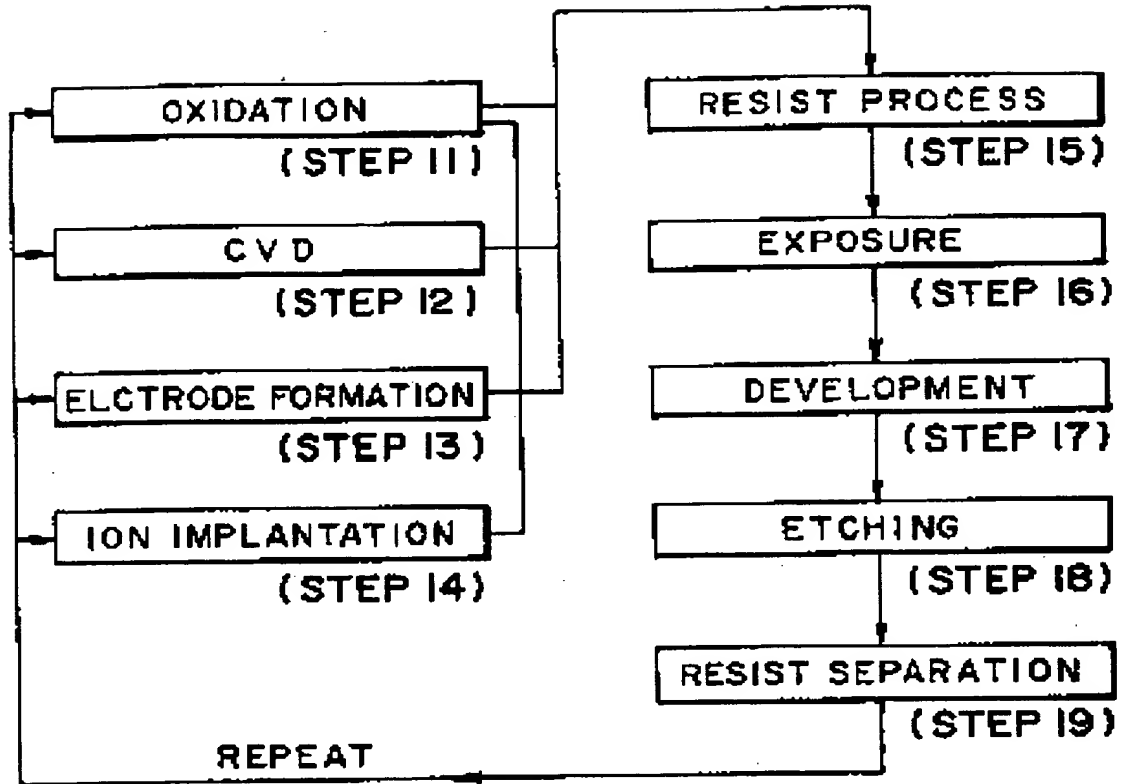 OXIDATION
(STEP 11)
CVD
(STEP 12)
ELCTRODE FORMATION
(STEP 13)
ION IMPLANTATION
(STEP 14)
RESIST PROCESS
(STEP 15)
EXPOSURE
(STEP 16)
DEVELOPMENT
(STEP 17)
ETCHING
(STEP 18)
RESIST SEPARATION
(STEP 19)
REPEAT